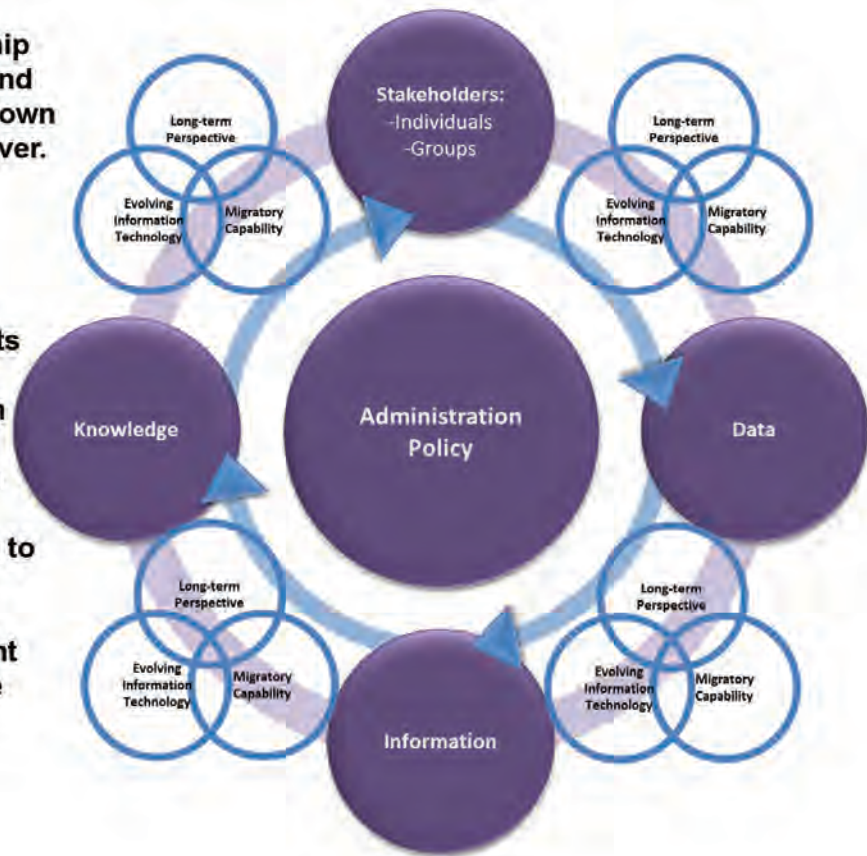 ship
nd
own
ver.
ts
n
to
nt
e
Long-term
Perspective
Evolving
Information
Technology
Migratory
Capability
Stakeholders:
-Individuals
-Groups
Long-term
Perspective
Evolving
Information
Technology
Migratory
Capability
Knowledge
Administration
Policy
Data
Long-term
Perspective
Evolving
Information
Technology
Migratory
Capability
Information
Long-term
Perspective
Evolving
Information
Technology
Migratory
Capability